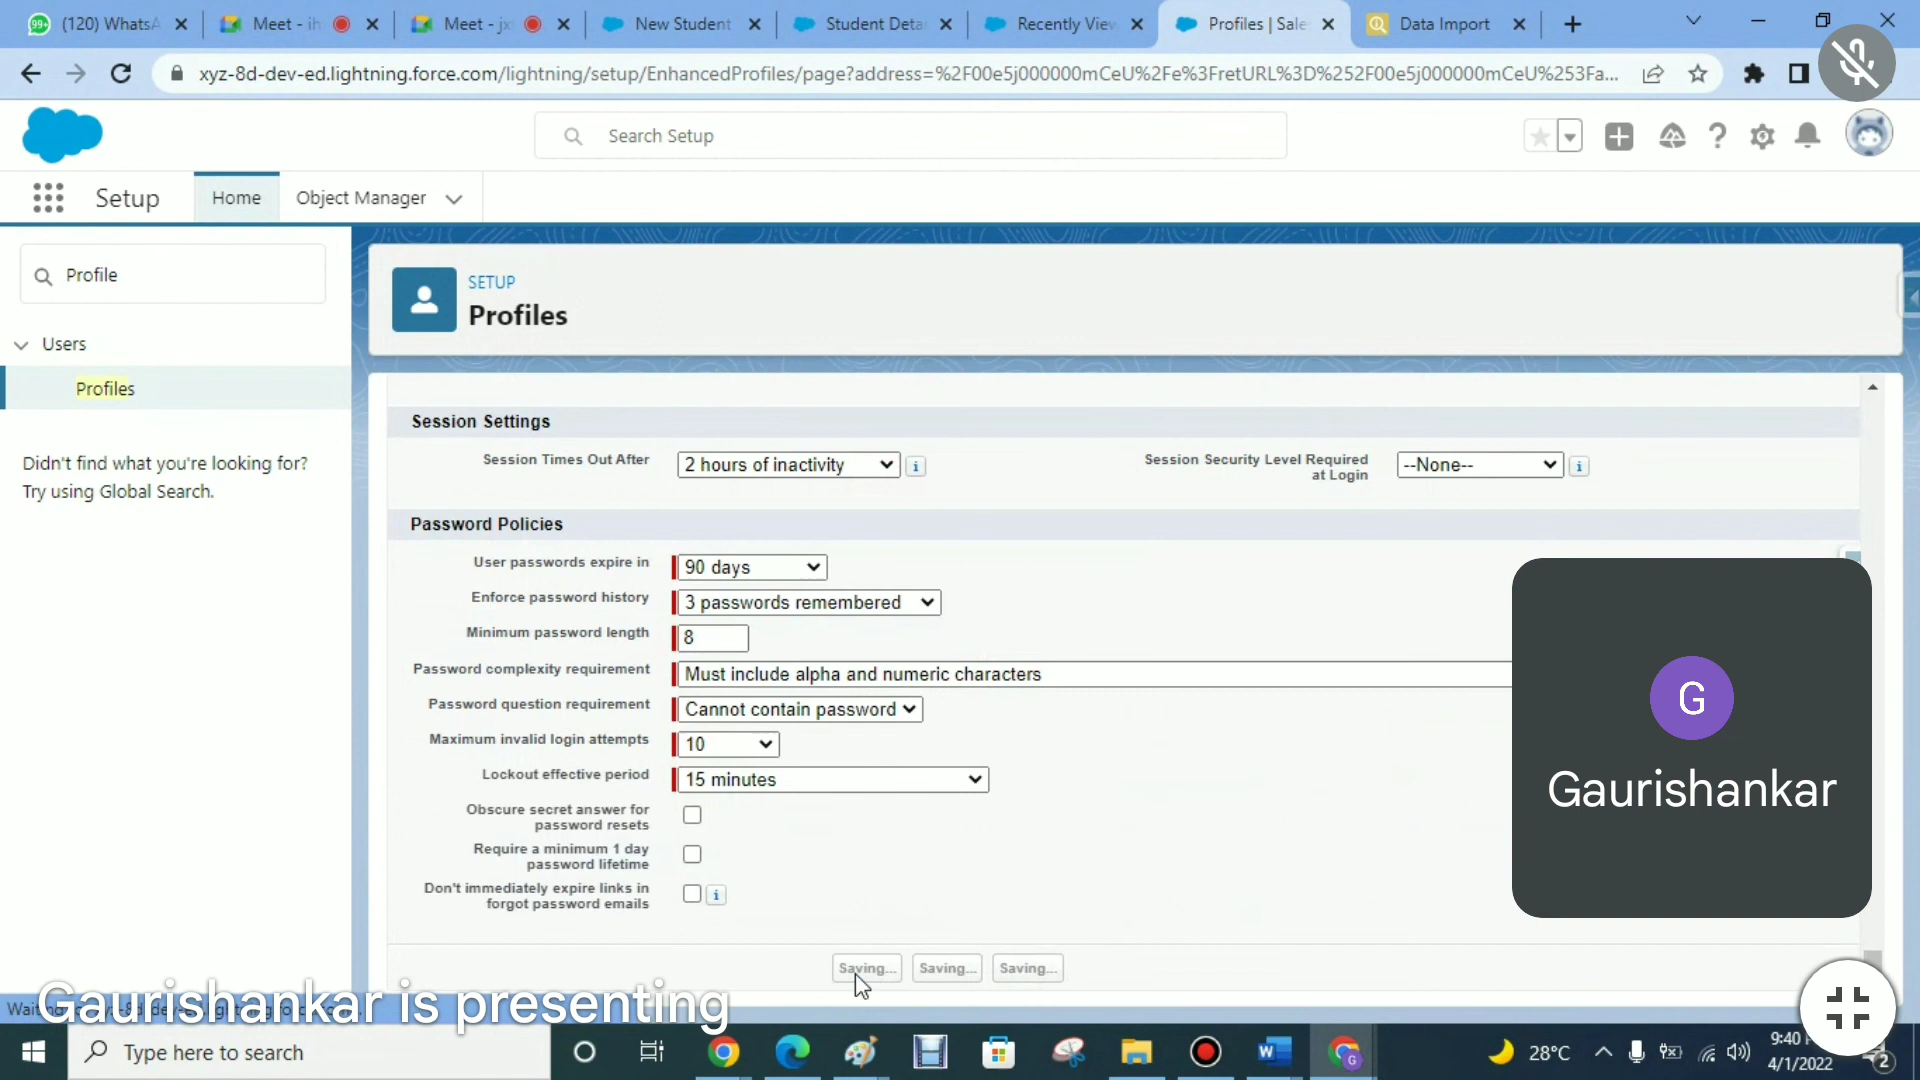 99+
(120) WhatsA
Meet - ih
Meet - jx
New Student
Student Deta
Recently View
Profiles | Sale
Data Import
xyz-8d-dev-ed.lightning.force.com/lightning/setup/EnhancedProfiles/page?address=%2F00e5j000000mCeU%2Fe%3FretURL%3D%252F00e5j000000mCeU%253Fa...
Search Setup
Setup
Home
Object Manager
Profile
Users
Profiles
Didn't find what you're looking for?
Try using Global Search.
SETUP
Profiles
Session Settings
Session Times Out After 2 hours of inactivity
Session Security Level Required
at Login
--None--
Password Policies
User passwords expire in 90 days
Enforce password history 3 passwords remembered
Minimum password length 8
Password complexity requirement Must include alpha and numeric characters
Password question requirement Cannot contain password
Maximum invalid login attempts 10
Lockout effective period 15 minutes
Obscure secret answer for
password resets
Require a minimum 1 day
password lifetime
Don't immediately expire links in
forgot password emails
Saving... Saving... Saving...
G
Gaurishankar
Gaurishankar is presenting
Type here to search
28°C
9:40
4/1/2022
2